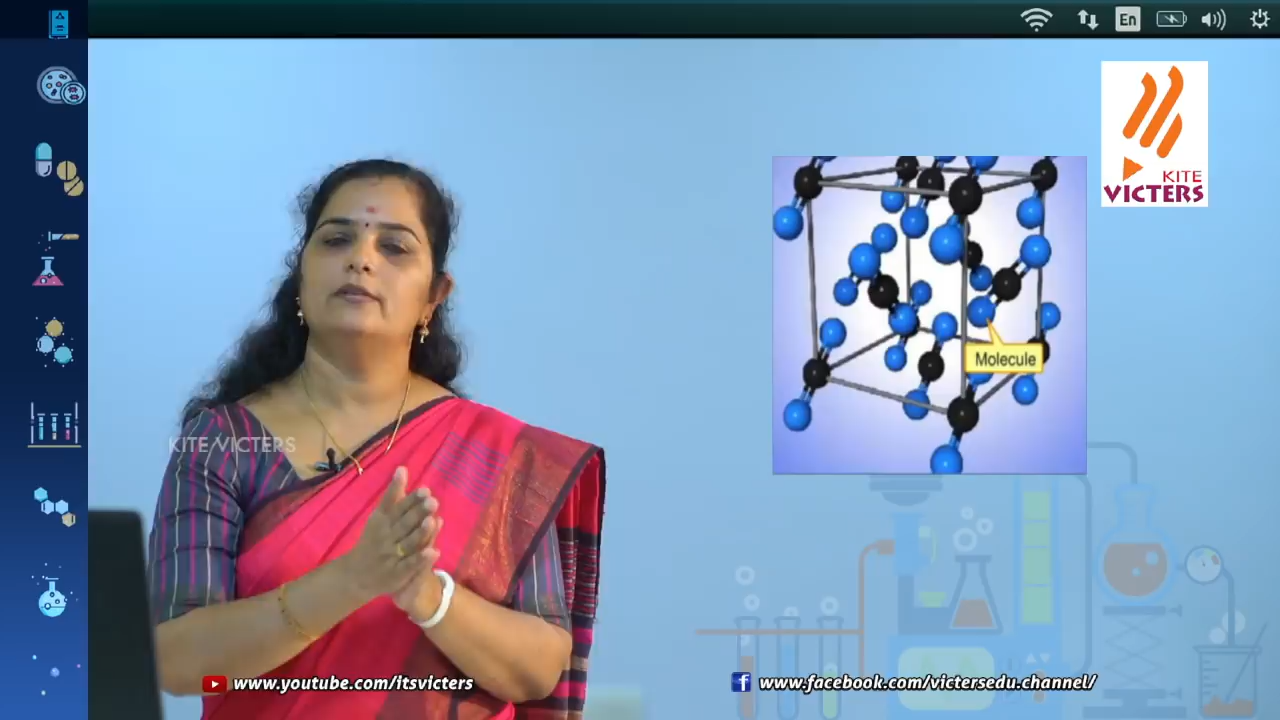 En
KITE
VICTERS
Molecule
KITE VICTERS
www.youtube.com/itsvicters
www.facebook.com/victersedu.channel/